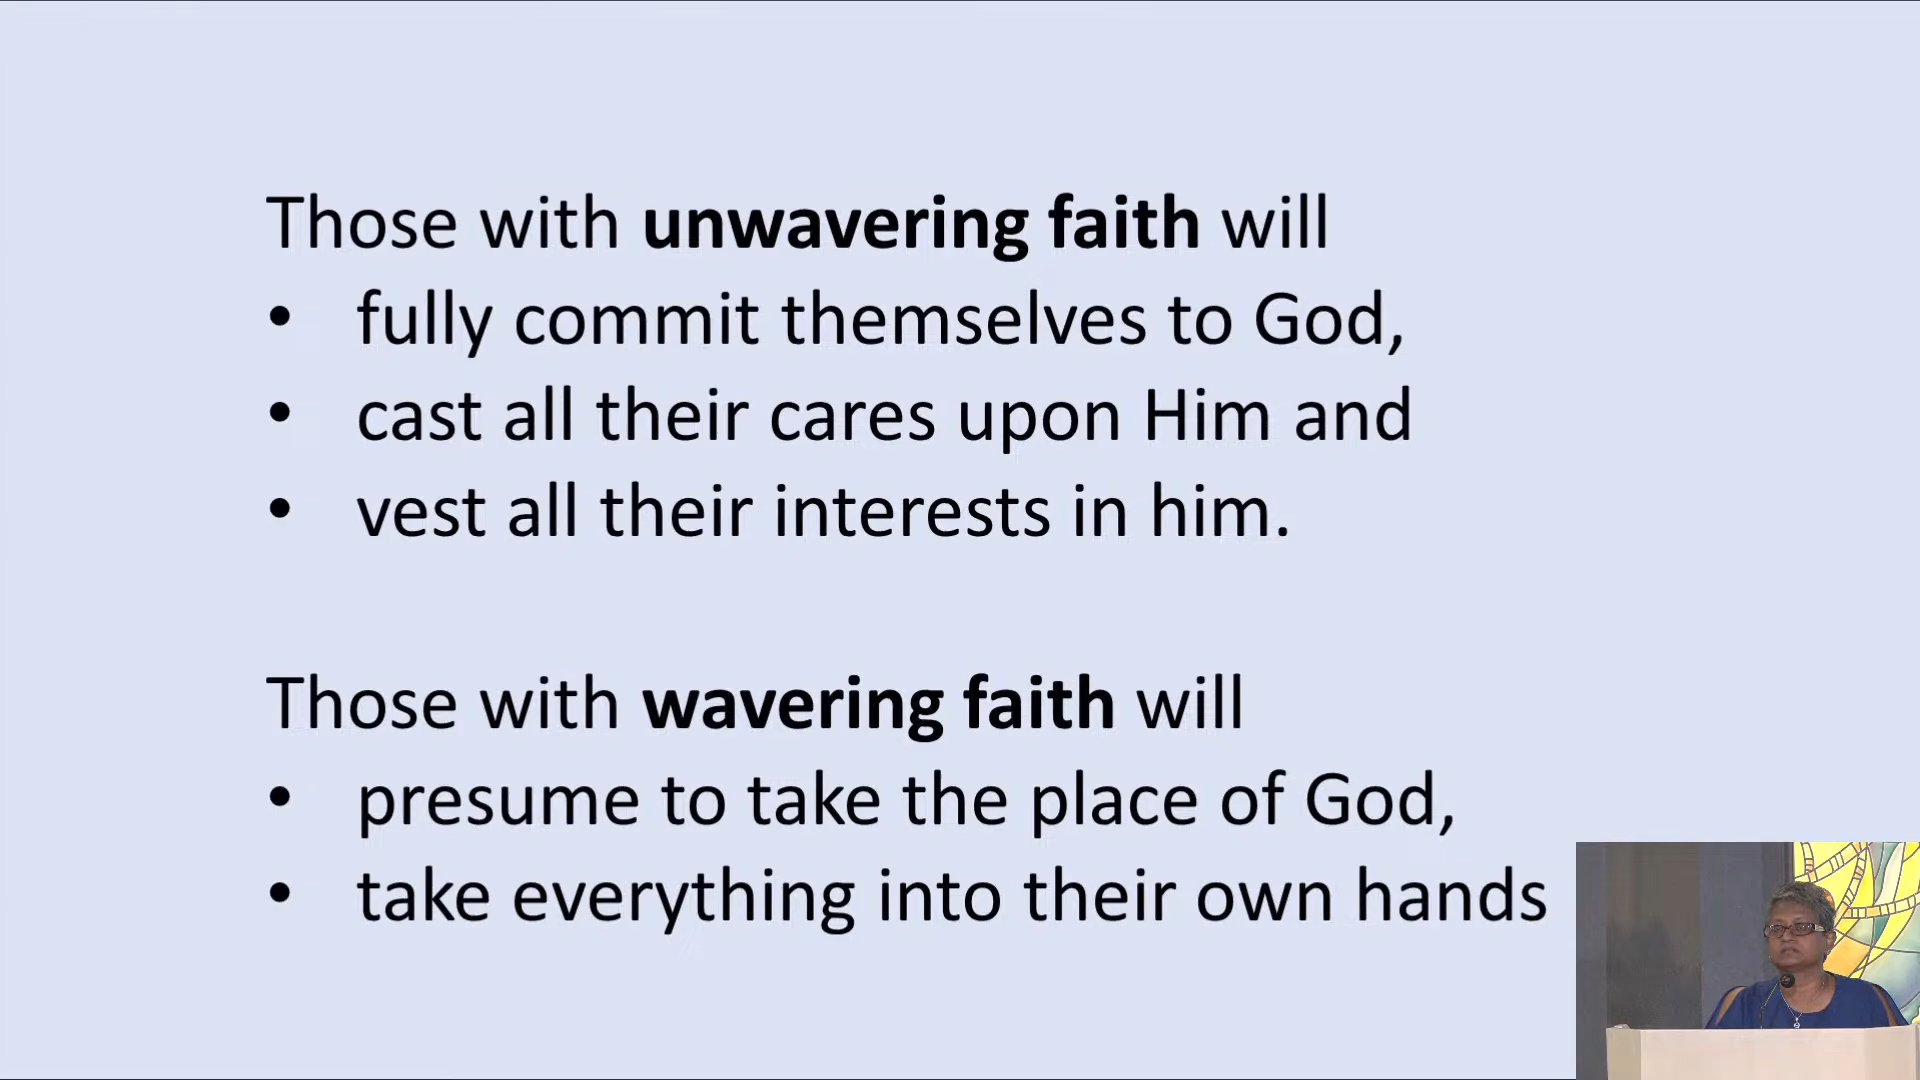 Those with unwavering faith will
• fully commit themselves to God,
• cast all their cares upon Him and
• vest all their interests in him.
Those with wavering faith will
• presume to take the place of God,
• take everything into their own hands